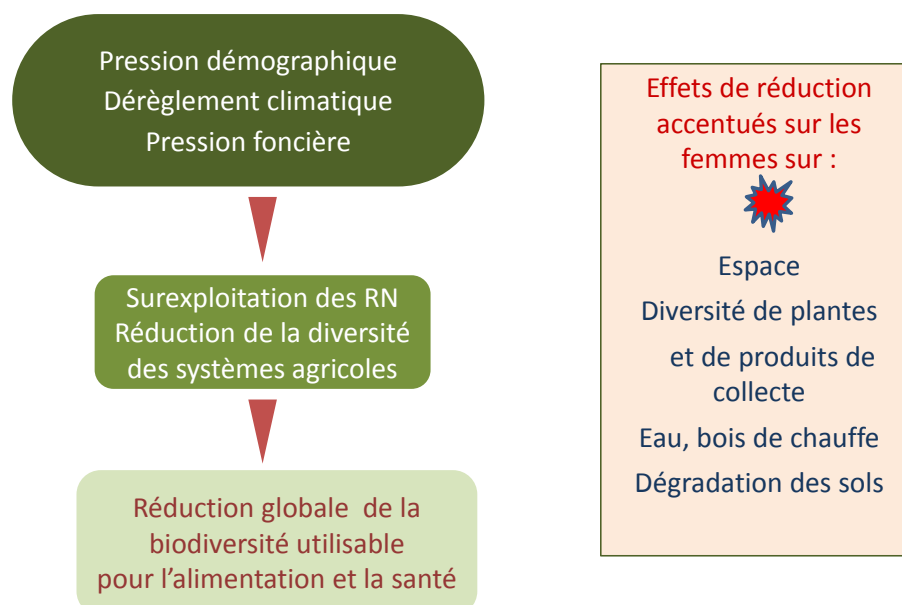 Pression démographique
Dérèglement climatique
Pression foncière
Surexploitation des RN
Réduction de la diversité
des systèmes agricoles
Réduction globale de la
biodiversité utilisable
pour l’alimentation et la santé
Effets de réduction
accentués sur les
femmes sur :
Espace
Diversité de plantes
et de produits de
collecte
Eau, bois de chauffe
Dégradation des sols